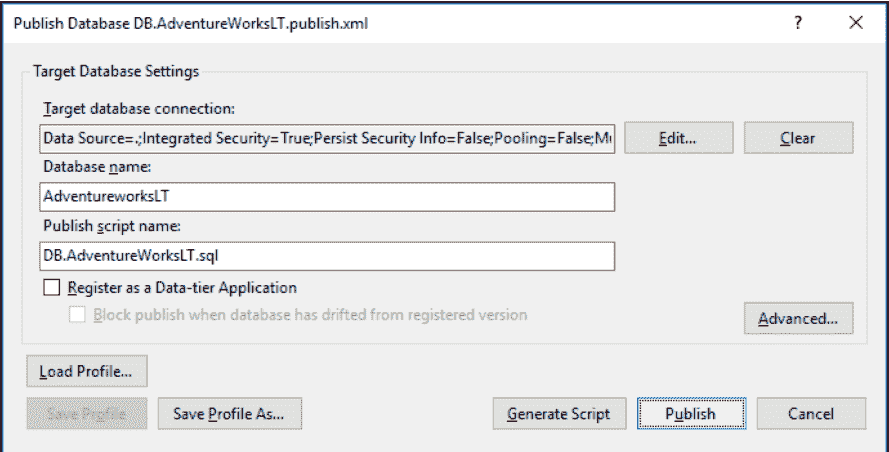 Publish Database DB.AdventureWorksLT.publish.xml ?
Target Database Settings
Target database connection:
Data Source=.;Integrated Security=True;Persist Security Info=False;Pooling=False;Mu Edit... Clear
Database name:
AdventureworksLT
Publish script name:
DB.AdventureWorksLT.sql
Register as a Data-tier Application
Block publish when database has drifted from registered version
Advanced...
Load Profile...
Save Profile Save Profile As... Generate Script Publish Cancel